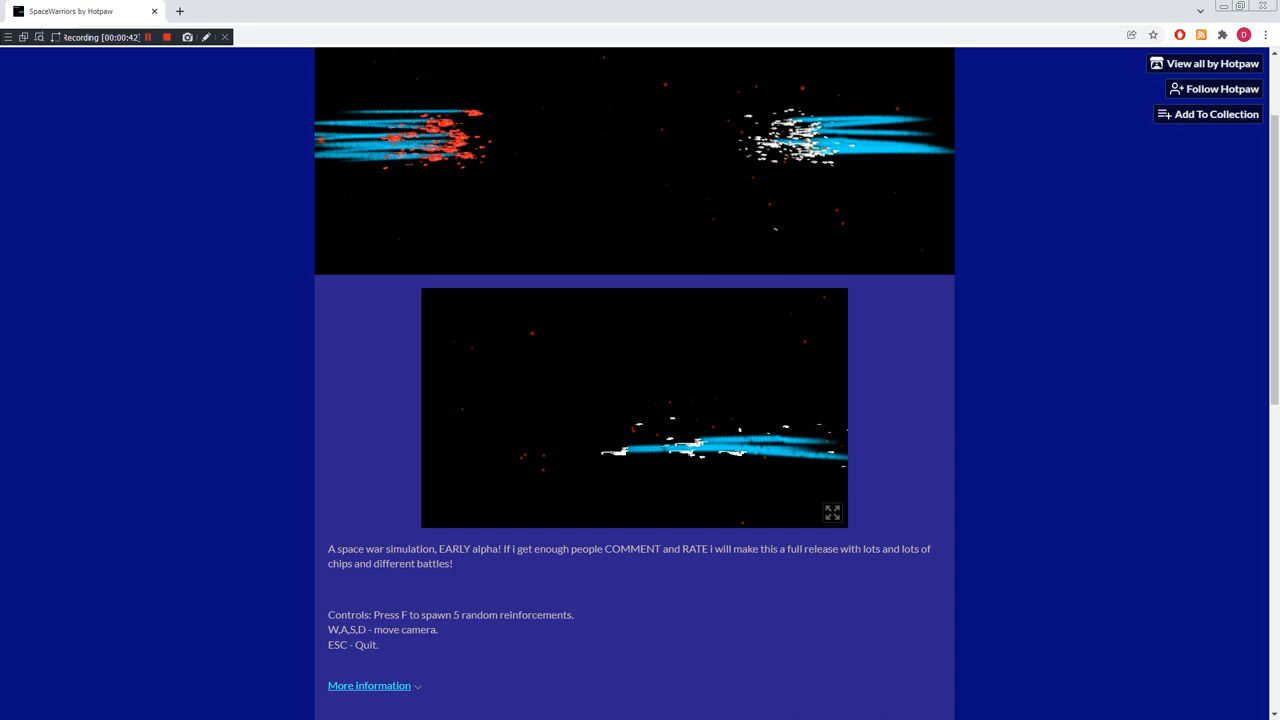 SpaceWarriors by Hotpaw
Recording [00:00:42]
D
View all by Hotpaw
Follow Hotpaw
Add To Collection
A space war simulation, EARLY alpha! If i get enough people COMMENT and RATE i will make this a full release with lots and lots of
chips and different battles!
Controls: Press F to spawn 5 random reinforcements.
W,A,S,D - move camera.
ESC - Quit.
More information